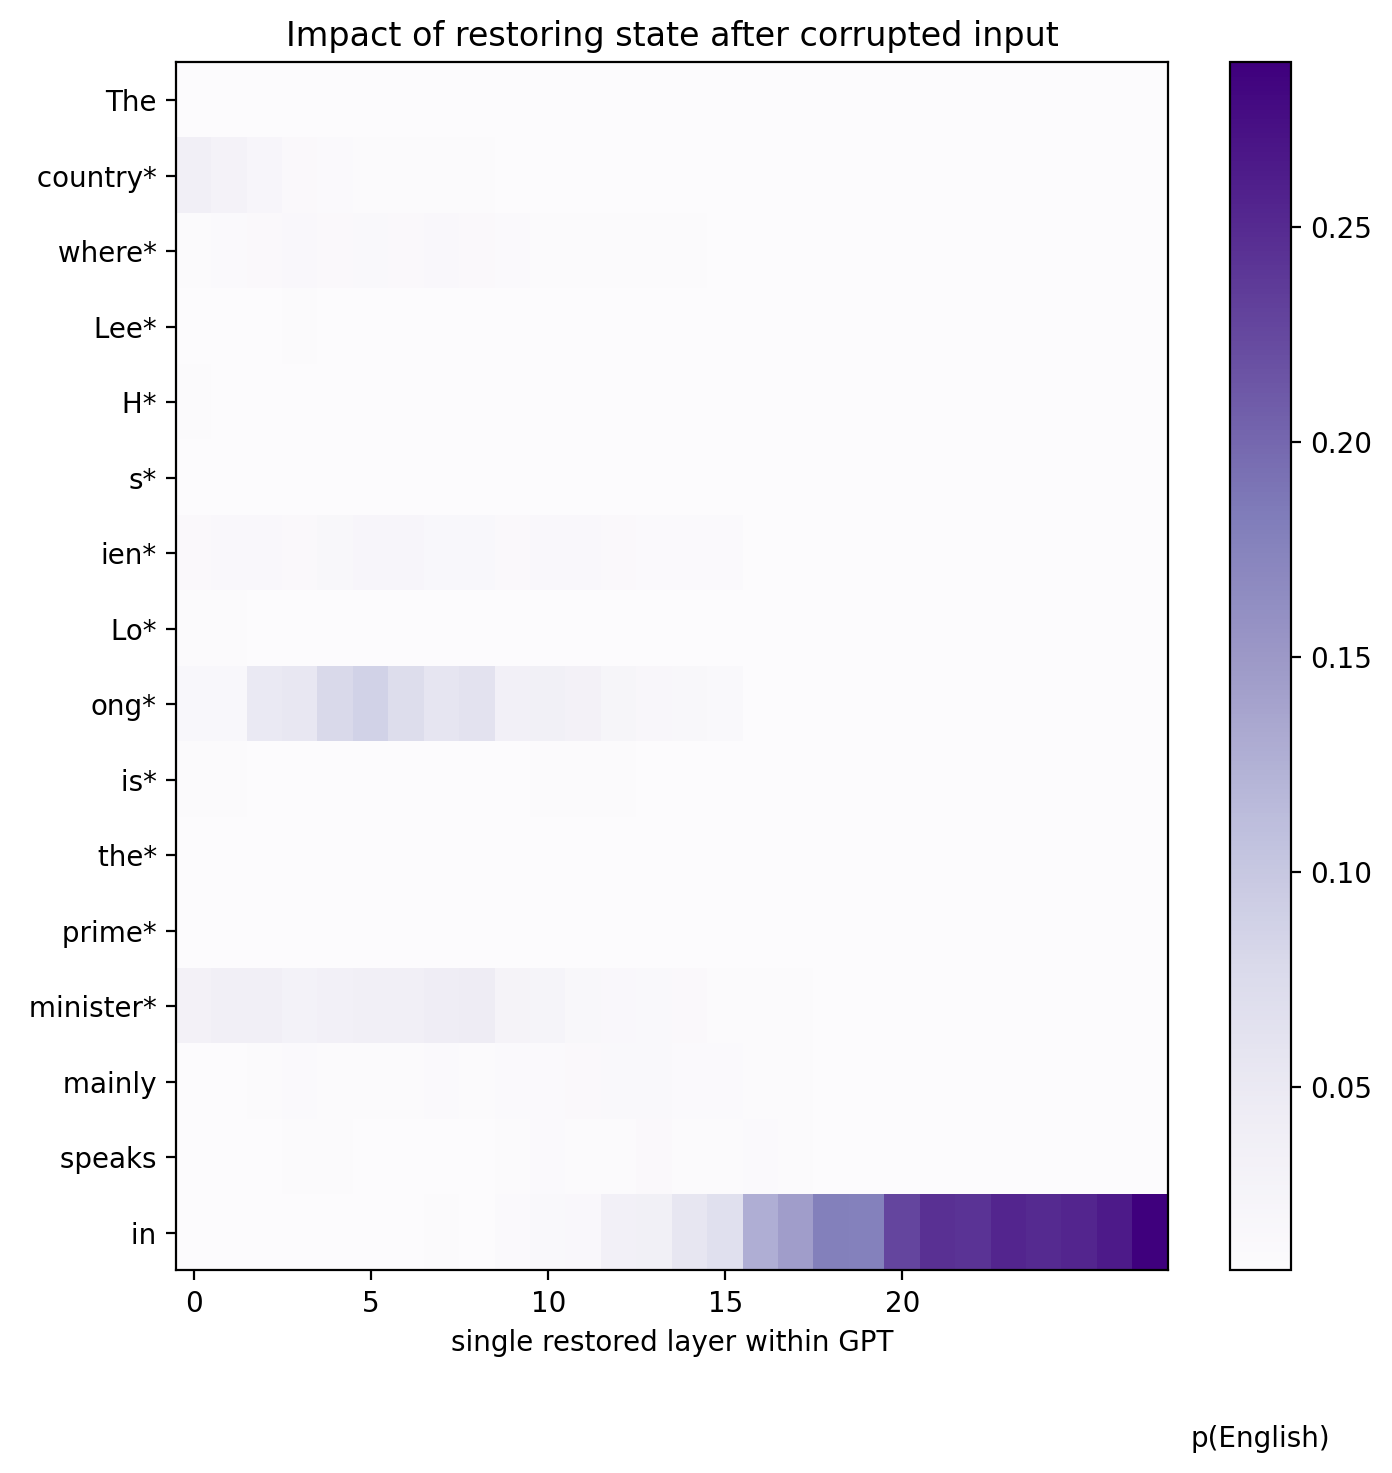 Impact of restoring state after corrupted input
The
country*
where*
Lee*
H*
s*
ien*
Lo*
ong*
is*
the*
prime*
minister*
mainly
speaks
in
0 5 10 15 20
single restored layer within GPT
0.25
0.20
0.15
0.10
0.05
p(English)